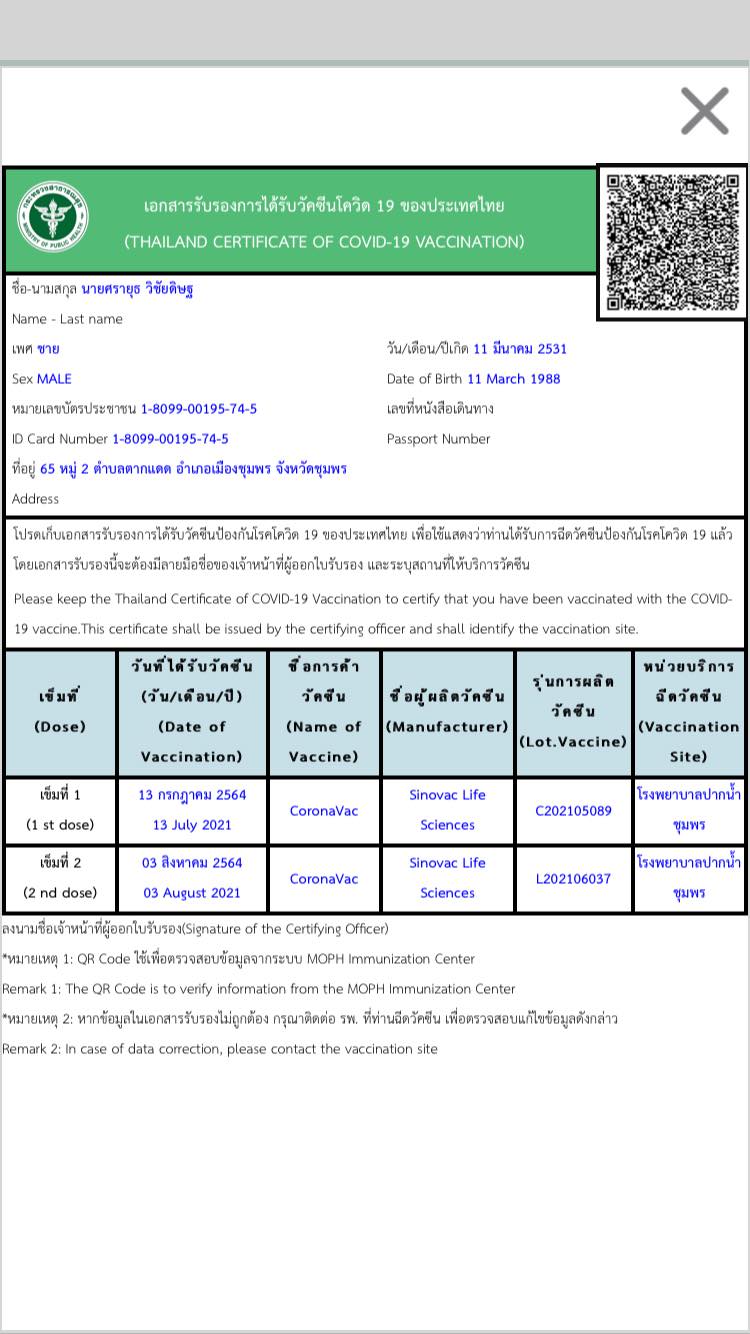 กระทรวงสาธารณสุข
MINISTRY OF PUBLIC HEALTH
เอกสารรับรองการได้รับวัคซีนโควิด 19 ของประเทศไทย
(THAILAND CERTIFICATE OF COVID-19 VACCINATION)
ชื่อ-นามสกุล นายศรายุธ วิชัยดิษฐ
Name - Last name
เพศ ชาย วัน/เดือน/ปีเกิด 11 มีนาคม 2531
Sex MALE Date of Birth 11 March 1988
หมายเลขบัตรประชาชน 1-8099-00195-74-5 เลขที่หนังสือเดินทาง
ID Card Number 1-8099-00195-74-5 Passport Number
ที่อยู่ 65 หมู่ 2 ตำบลตากแดด อำเภอเมืองชุมพร จังหวัดชุมพร
Address
โปรดเก็บเอกสารรับรองการได้รับวัคซีนป้องกันโรคโควิด 19 ของประเทศไทย เพื่อใช้แสดงว่าท่านได้รับการฉีดวัคซีนป้องกันโรคโควิด 19 แล้ว
โดยเอกสารรับรองนี้จะต้องมีลายมือชื่อของเจ้าหน้าที่ผู้ออกใบรับรอง และระบุสถานที่ให้บริการวัคซีน
Please keep the Thailand Certificate of COVID-19 Vaccination to certify that you have been vaccinated with the COVID-
19 vaccine.This certificate shall be issued by the certifying officer and shall identify the vaccination site.
เข็มที่
(Dose)
วันที่ได้รับวัคซีน
(วัน/เดือน/ปี)
(Date of
Vaccination)
ชื่อการค้า
วัคซีน
(Name of
Vaccine)
ชื่อผู้ผลิตวัคซีน
(Manufacturer)
รุ่นการผลิต
วัคซีน
(Lot.Vaccine)
หน่วยบริการ
ฉีดวัคซีน
(Vaccination
Site)
เข็มที่ 1
(1 st dose)
13 กรกฎาคม 2564
13 July 2021
CoronaVac
Sinovac Life
Sciences
C202105089
โรงพยาบาลปากน้ำ
ชุมพร
เข็มที่ 2
(2 nd dose)
03 สิงหาคม 2564
03 August 2021
CoronaVac
Sinovac Life
Sciences
L202106037
โรงพยาบาลปากน้ำ
ชุมพร
ลงนามชื่อเจ้าหน้าที่ผู้ออกใบรับรอง(Signature of the Certifying Officer)
*หมายเหตุ 1: QR Code ใช้เพื่อตรวจสอบข้อมูลจากระบบ MOPH Immunization Center
Remark 1: The QR Code is to verify information from the MOPH Immunization Center
*หมายเหตุ 2: หากข้อมูลในเอกสารรับรองไม่ถูกต้อง กรุณาติดต่อ รพ. ที่ท่านฉีดวัคซีน เพื่อตรวจสอบแก้ไขข้อมูลดังกล่าว
Remark 2: In case of data correction, please contact the vaccination site